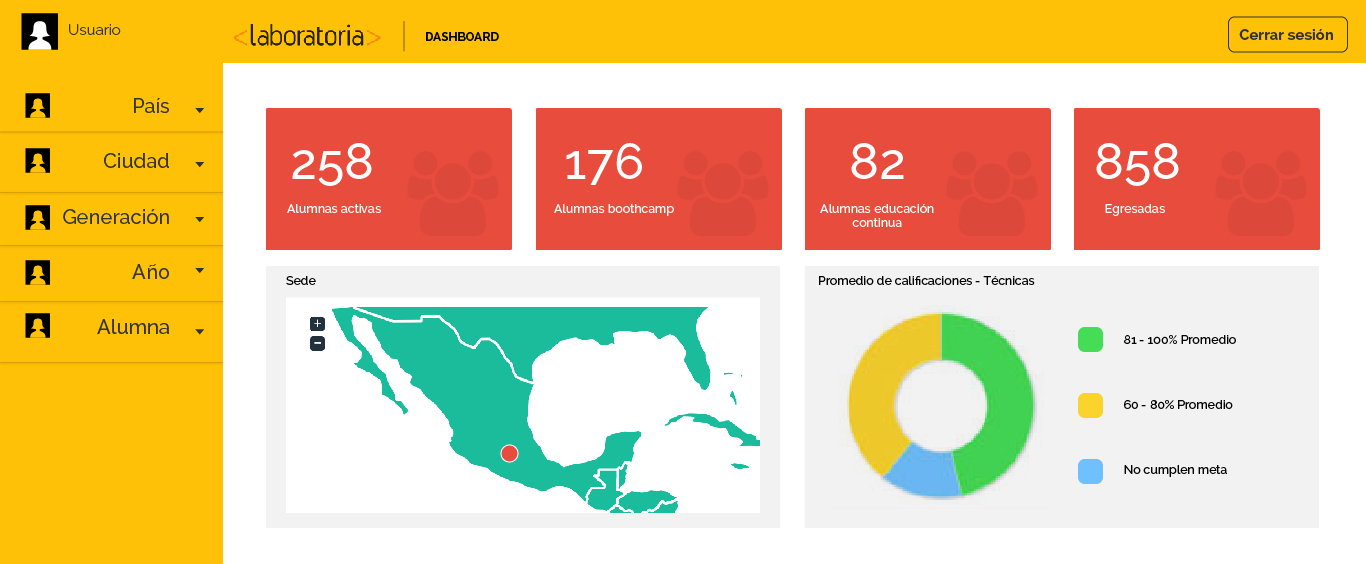 Usuario
<laboratoria>
DASHBOARD
Cerrar sesión
País
Ciudad
Generación
Año
Alumna
258
Alumnas activas
176
Alumnas boothcamp
82
Alumnas educación
continua
858
Egresadas
Sede
+
−
Promedio de calificaciones - Técnicas
81 - 100% Promedio
60 - 80% Promedio
No cumplen meta